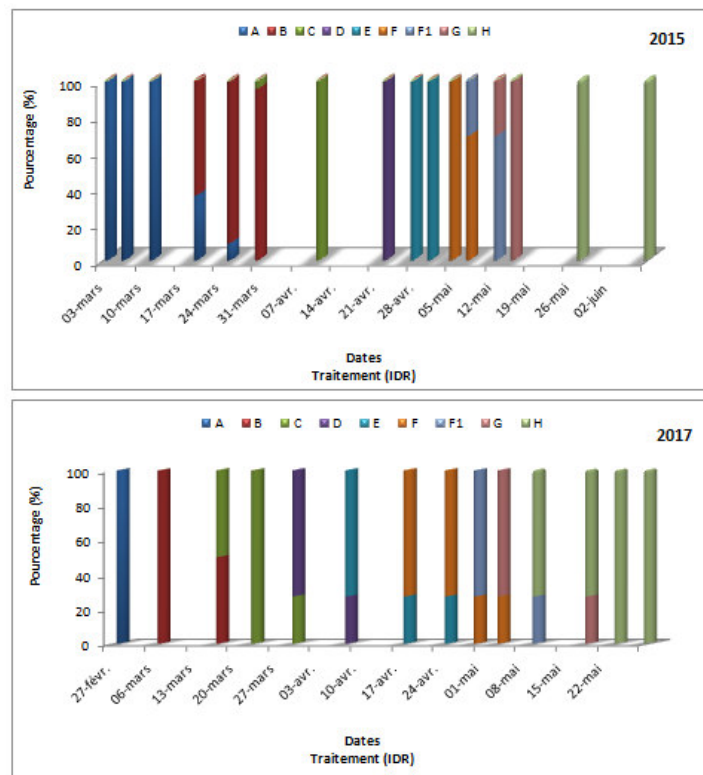 A B C D E F F1 G H
2015
Pourcentage (%)
100
80
60
40
20
0
03-mars 10-mars 17-mars 24-mars 31-mars 07-avr. 14-avr. 21-avr. 28-avr. 05-mai 12-mai 19-mai 26-mai 02-juin
Dates
Traitement (IDR)
A B C D E F F1 G H
2017
Pourcentage (%)
100
80
60
40
20
0
27-févr. 06-mars 13-mars 20-mars 27-mars 03-avr. 10-avr. 17-avr. 24-avr. 01-mai 08-mai 15-mai 22-mai
Dates
Traitement (IDR)